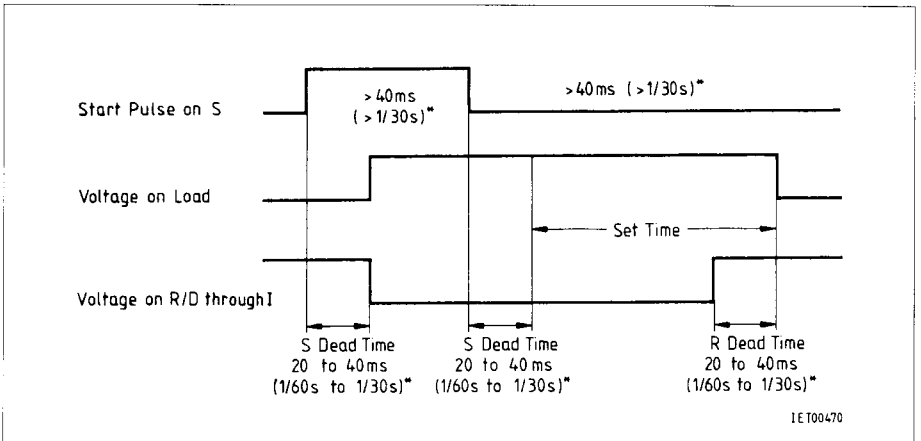 Start Pulse on S
>40ms
(>1/30s)*
>40ms (>1/30s)*
Voltage on Load
Set Time
Voltage on R/D through I
S Dead Time
20 to 40ms
(1/60s to 1/30s)*
S Dead Time
20 to 40ms
(1/60s to 1/30s)*
R Dead Time
20 to 40ms
(1/60s to 1/30s)*
IET00470